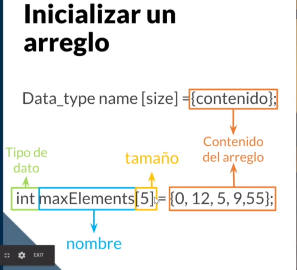 Inicializar un
arreglo
Data_type name [size] ={contenido};
Contenido
del arreglo
Tipo de
dato
tamaño
int maxElements[5] = {0, 12, 5, 9,55};
nombre
EXIT